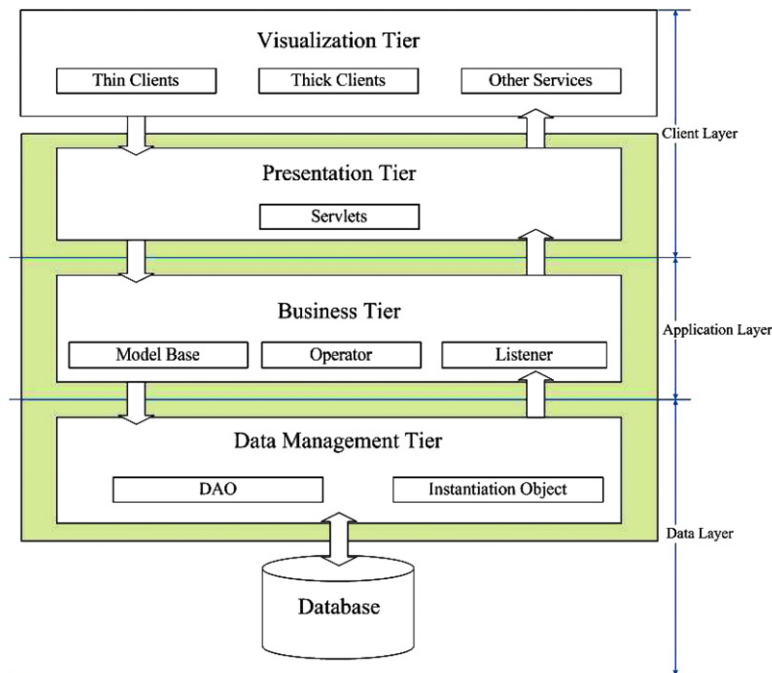 Visualization Tier
Thin Clients
Thick Clients
Other Services
Client Layer
Presentation Tier
Servlets
Business Tier
Application Layer
Model Base
Operator
Listener
Data Management Tier
DAO
Instantiation Object
Data Layer
Database